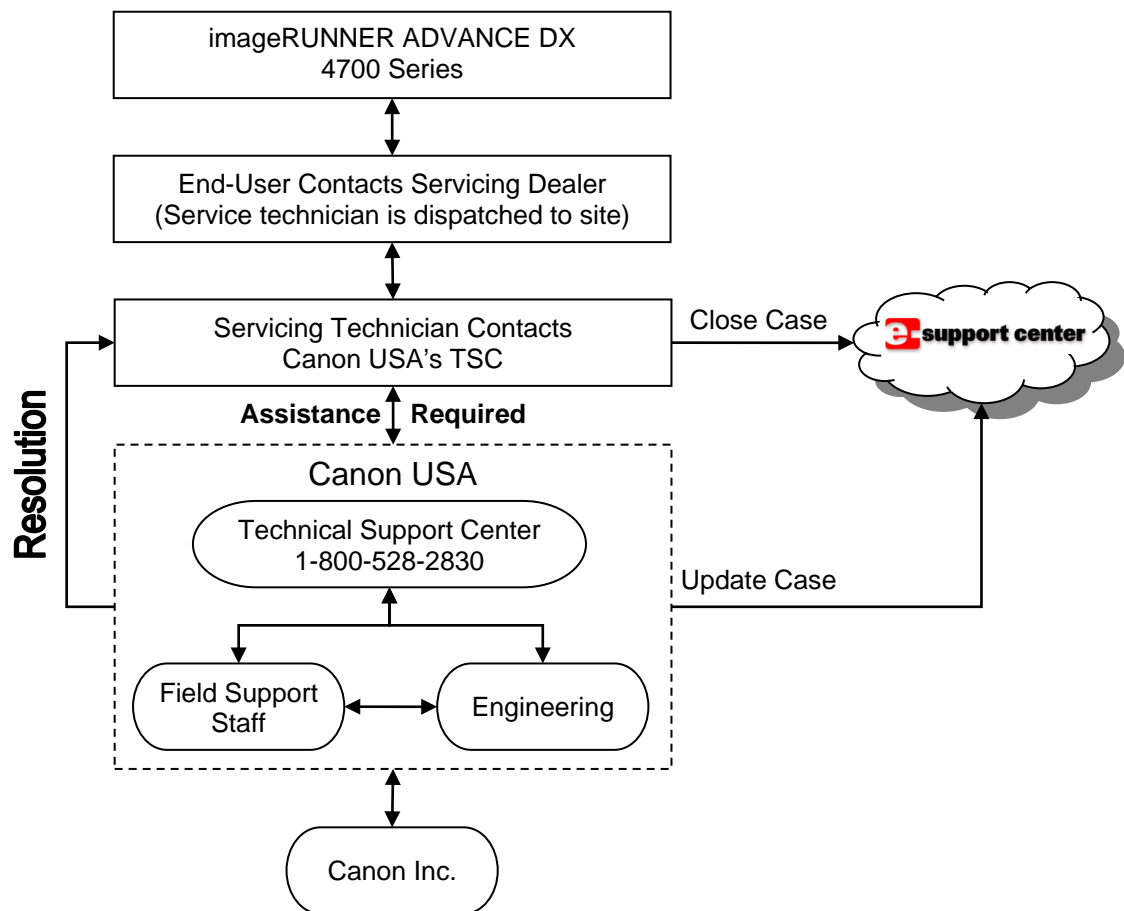 imageRUNNER ADVANCE DX
4700 Series
End-User Contacts Servicing Dealer
(Service technician is dispatched to site)
Servicing Technician Contacts
Canon USA's TSC
Close Case
e-support center
Assistance Required
Resolution
Canon USA
Technical Support Center
1-800-528-2830
Update Case
Field Support
Staff
Engineering
Canon Inc.